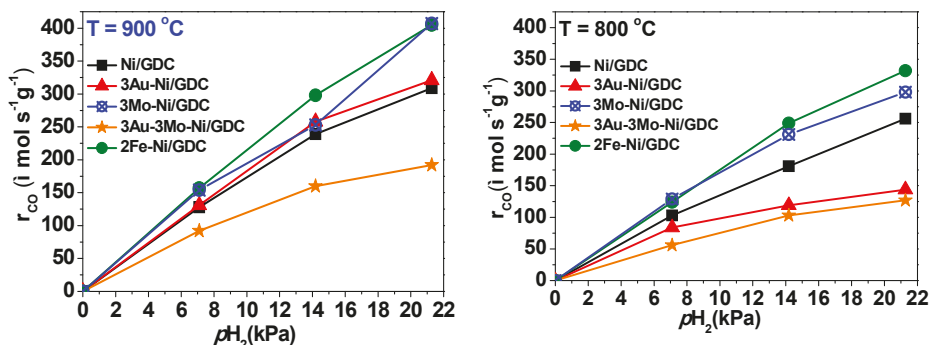 T = 900 °C
Ni/GDC
3Au-Ni/GDC
3Mo-Ni/GDC
3Au-3Mo-Ni/GDC
2Fe-Ni/GDC
r_CO(i mol s⁻¹g⁻¹)
400
350
300
250
200
150
100
50
0
0 2 4 6 8 10 12 14 16 18 20 22
pH₂(kPa)
T = 800 °C
Ni/GDC
3Au-Ni/GDC
3Mo-Ni/GDC
3Au-3Mo-Ni/GDC
2Fe-Ni/GDC
r_CO(i mol s⁻¹g⁻¹)
400
350
300
250
200
150
100
50
0
0 2 4 6 8 10 12 14 16 18 20 22
pH₂(kPa)